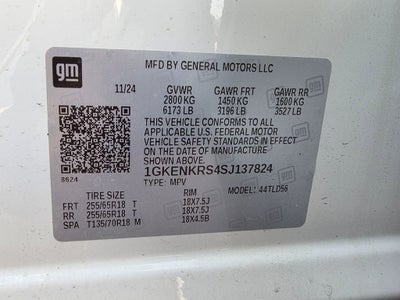 gm
MFD BY GENERAL MOTORS LLC
11/24 GVWR GAWR FRT GAWR RR
2800 KG 1450 KG 1600 KG
6173 LB 3196 LB 3527 LB
THIS VEHICLE CONFORMS TO ALL
APPLICABLE U.S. FEDERAL MOTOR
VEHICLE SAFETY STANDARDS IN EFFECT
ON THE DATE OF MANUFACTURE SHOWN ABOVE.
1GKENKRS4SJ137824
8624 TYPE: MPV MODEL: 44TLD56
TIRE SIZE RIM
FRT 255/65R18 T 18X7.5J
RR 255/65R18 T 18X7.5J
SPA T135/70R18 M 18X4.5B